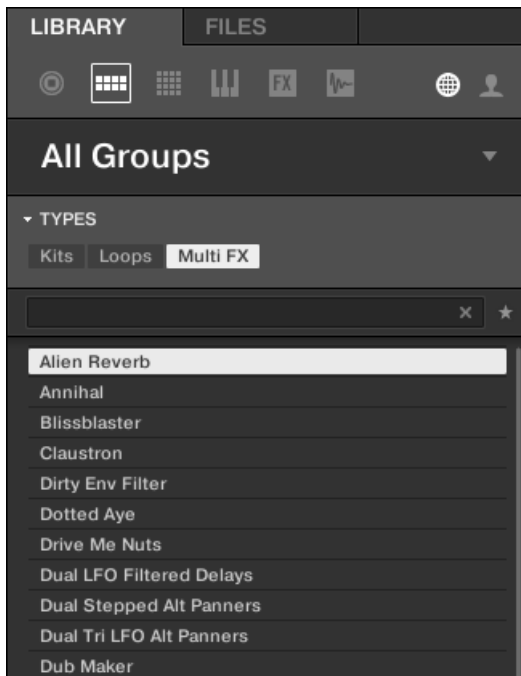 LIBRARY FILES
FX
All Groups
TYPES
Kits Loops Multi FX
Alien Reverb
Annihal
Blissblaster
Claustron
Dirty Env Filter
Dotted Aye
Drive Me Nuts
Dual LFO Filtered Delays
Dual Stepped Alt Panners
Dual Tri LFO Alt Panners
Dub Maker